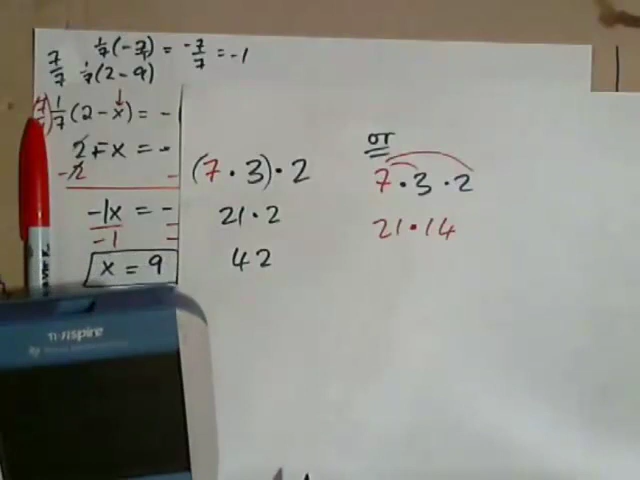 1/7(-7) = -7/7 = -1
7/7 1/7(2-9)
1/7(2-x) = -
2+-x = -
-2 -
-1x = -
-1
x = 9
(7·3)·2
21·2
42
OT
7·3·2
21·14
TI-nspire